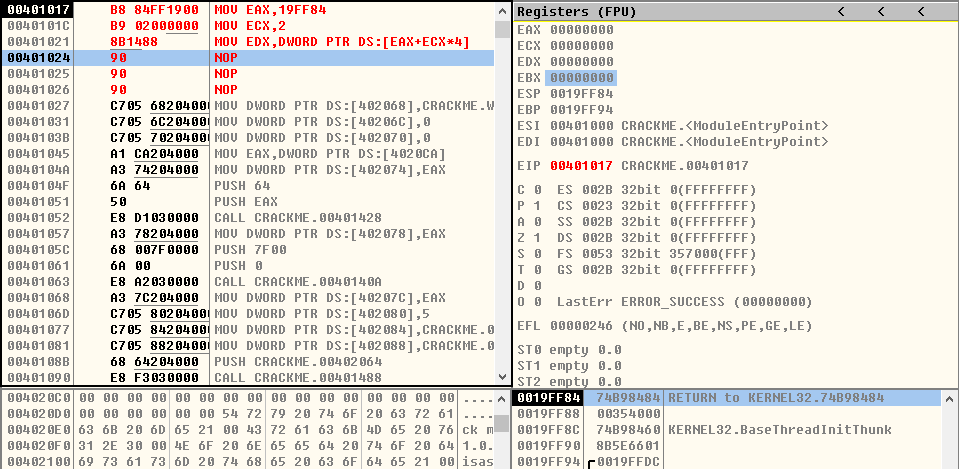 00401017 B8 84FF1900 MOV EAX,19FF84
0040101C B9 02000000 MOV ECX,2
00401021 8B1488 MOV EDX,DWORD PTR DS:[EAX+ECX*4]
00401024 90 NOP
00401025 90 NOP
00401026 90 NOP
00401027 C705 68204000 MOV DWORD PTR DS:[402068],CRACKME.W
00401031 C705 6C204000 MOV DWORD PTR DS:[40206C],0
0040103B C705 70204000 MOV DWORD PTR DS:[402070],0
00401045 A1 CA204000 MOV EAX,DWORD PTR DS:[4020CA]
0040104A A3 74204000 MOV DWORD PTR DS:[402074],EAX
0040104F 6A 64 PUSH 64
00401051 50 PUSH EAX
00401052 E8 D1030000 CALL CRACKME.00401428
00401057 A3 78204000 MOV DWORD PTR DS:[402078],EAX
0040105C 68 007F0000 PUSH 7F00
00401061 6A 00 PUSH 0
00401063 E8 A2030000 CALL CRACKME.0040140A
00401068 A3 7C204000 MOV DWORD PTR DS:[40207C],EAX
0040106D C705 80204000 MOV DWORD PTR DS:[402080],5
00401077 C705 84204000 MOV DWORD PTR DS:[402084],CRACKME.0
00401081 C705 88204000 MOV DWORD PTR DS:[402088],CRACKME.0
0040108B 68 64204000 PUSH CRACKME.00402064
00401090 E8 F3030000 CALL CRACKME.00401488
Registers (FPU) < < <
EAX 00000000
ECX 00000000
EDX 00000000
EBX 00000000
ESP 0019FF84
EBP 0019FF94
ESI 00401000 CRACKME.<ModuleEntryPoint>
EDI 00401000 CRACKME.<ModuleEntryPoint>
EIP 00401017 CRACKME.00401017
C 0 ES 002B 32bit 0(FFFFFFFF)
P 1 CS 0023 32bit 0(FFFFFFFF)
A 0 SS 002B 32bit 0(FFFFFFFF)
Z 1 DS 002B 32bit 0(FFFFFFFF)
S 0 FS 0053 32bit 357000(FFF)
T 0 GS 002B 32bit 0(FFFFFFFF)
D 0
O 0 LastErr ERROR_SUCCESS (00000000)
EFL 00000246 (NO,NB,E,BE,NS,PE,GE,LE)
ST0 empty 0.0
ST1 empty 0.0
ST2 empty 0.0
004020C0 00 00 00 00 00 00 00 00 00 00 00 00 .....
004020D0 00 00 00 00 00 54 72 79 20 74 6F 20 63 72 61 .....
004020E0 63 6B 20 6D 65 21 00 43 72 61 63 6B 4D 65 20 76 ck m
004020F0 31 2E 30 00 4E 6F 20 6E 65 65 64 20 74 6F 20 64 1.0.
00402100 69 73 61 73 6D 20 74 68 65 20 63 6F 64 65 21 00 isas
0019FF84 74B98484 RETURN to KERNEL32.74B98484
0019FF88 00354000
0019FF8C 74B98460 KERNEL32.BaseThreadInitThunk
0019FF90 8B5E6601
0019FF94 0019FFDC